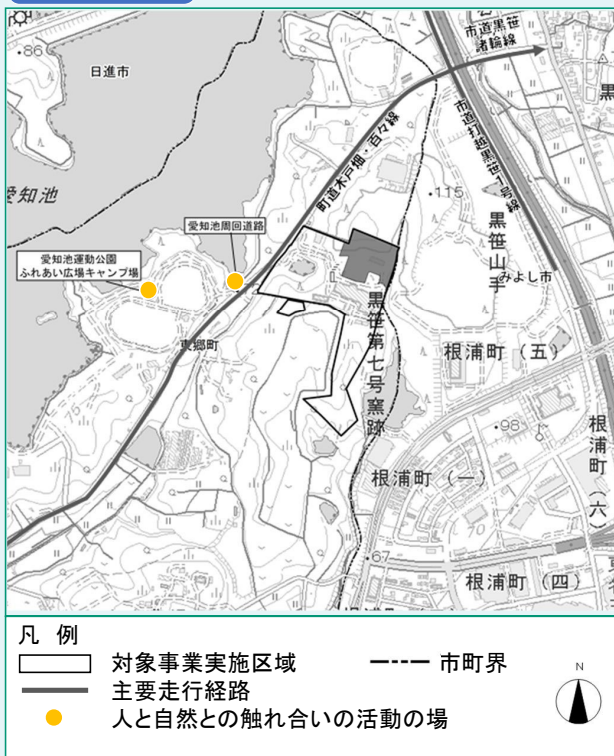 ・86
日進市
市道黒笹
諸輪線
愛知池
町道木戸畑・百々線
市道打越黒笹1号線
・115
黒笹山手
みよし市
愛知池周回道路
愛知池運動公園
ふれあい広場キャンプ場
東郷町
黒笹第七号窯跡
根浦町(五)
・98
根浦町(六)
根浦町(一)
・67
70
根浦町(四)
凡 例
対象事業実施区域
市町界
主要走行経路
人と自然との触れ合いの活動の場
N